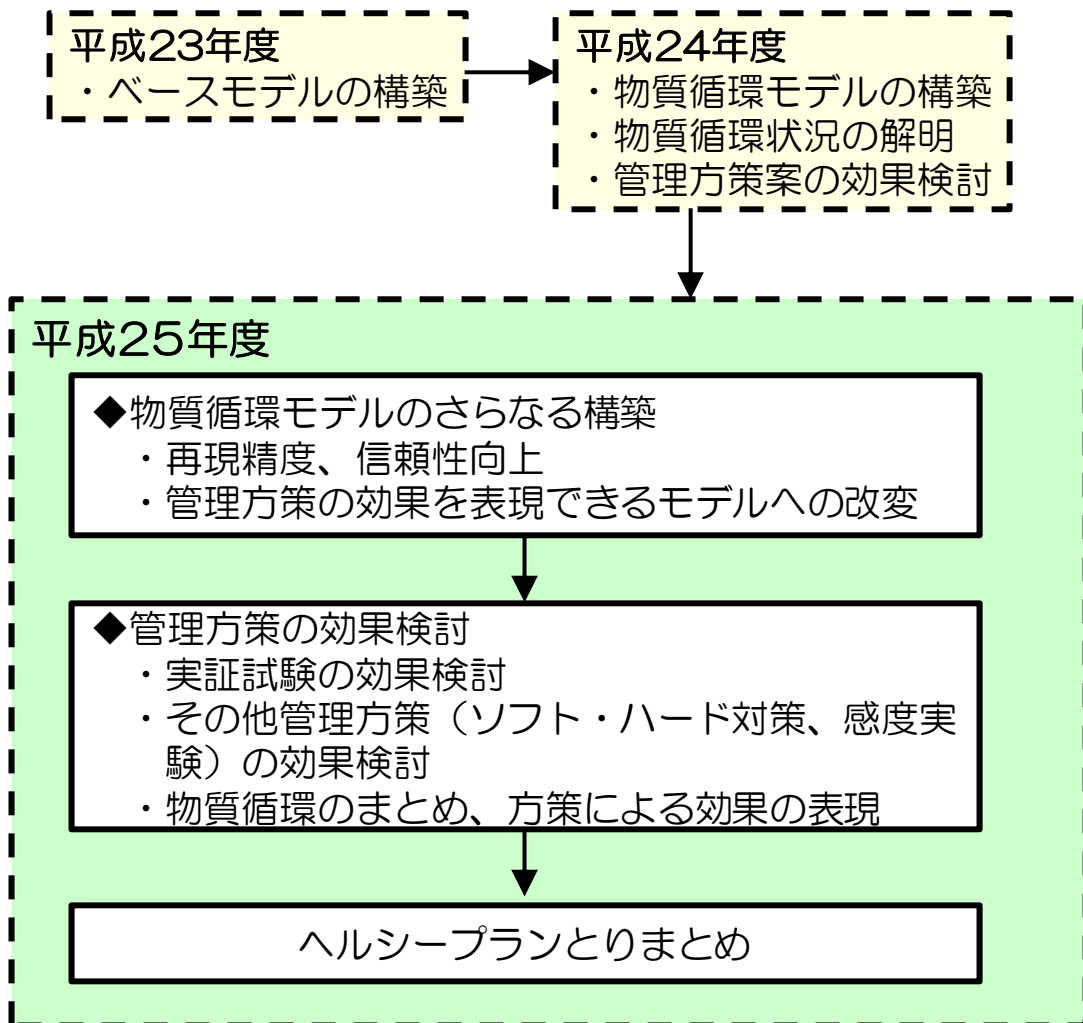 平成23年度
・ベースモデルの構築
平成24年度
・物質循環モデルの構築
・物質循環状況の解明
・管理方策案の効果検討
平成25年度
◆物質循環モデルのさらなる構築
・再現精度、信頼性向上
・管理方策の効果を表現できるモデルへの改変
◆管理方策の効果検討
・実証試験の効果検討
・その他管理方策（ソフト・ハード対策、感度実
験）の効果検討
・物質循環のまとめ、方策による効果の表現
ヘルシープランとりまとめ